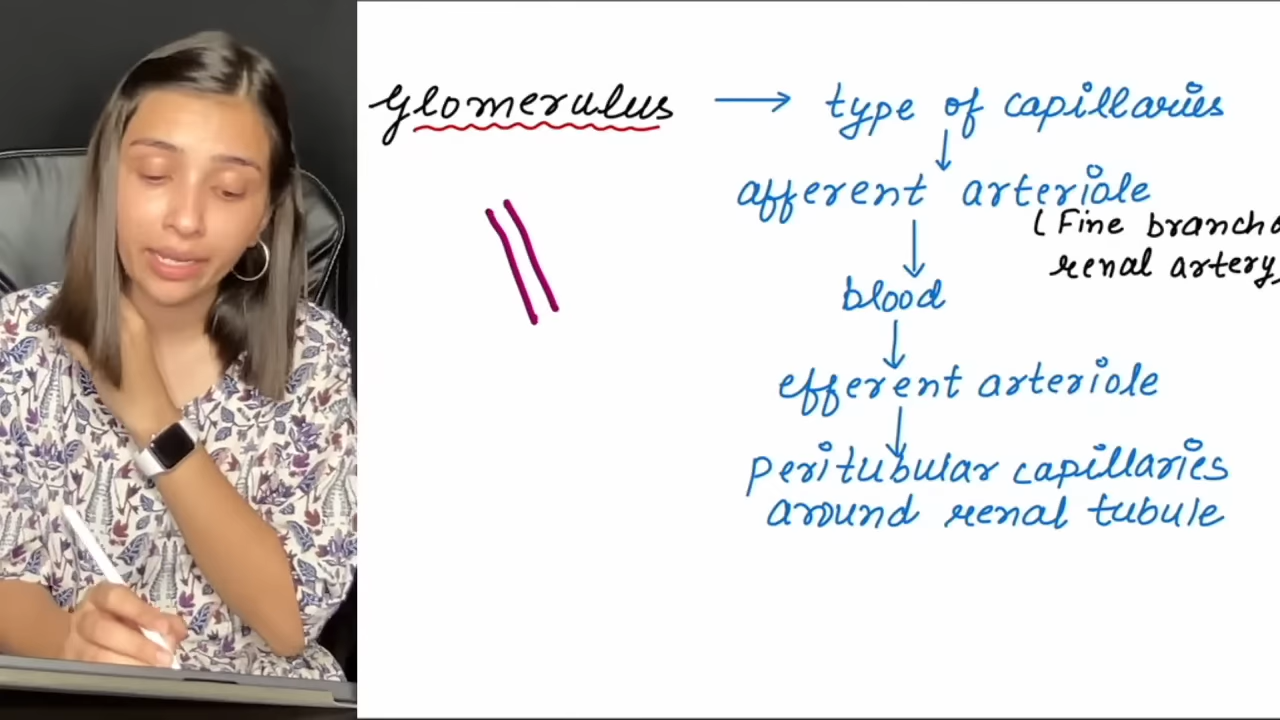 Glomerulus → type of capillaries
afferent arteriole
(Fine branch
renal artery)
blood
efferent arteriole
peritubular capillaries
around renal tubule